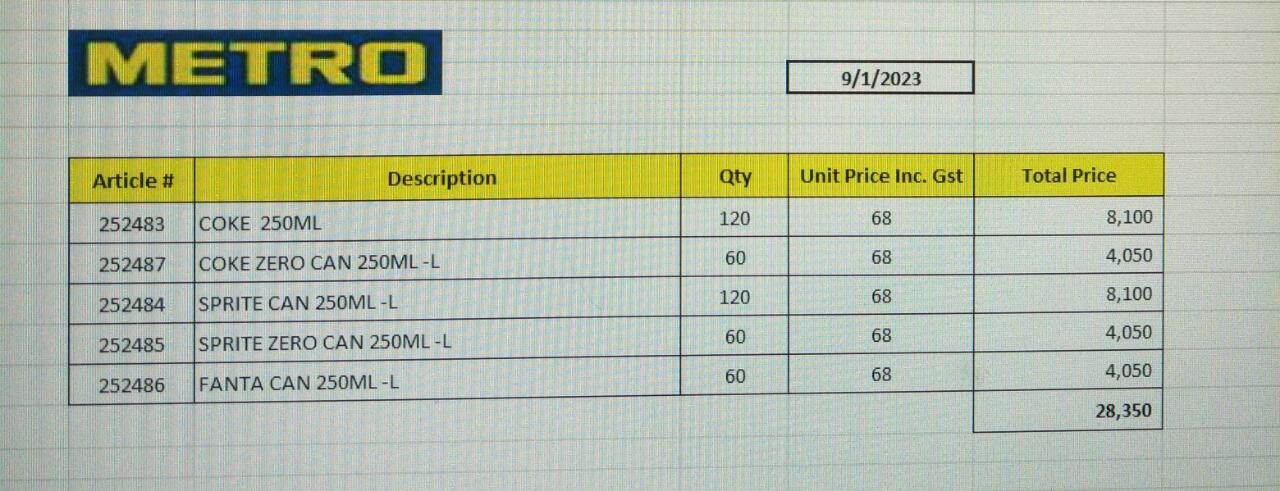 METRO
9/1/2023
Article # Description Qty Unit Price Inc. Gst Total Price
252483 COKE 250ML 120 68 8,100
252487 COKE ZERO CAN 250ML -L 60 68 4,050
252484 SPRITE CAN 250ML -L 120 68 8,100
252485 SPRITE ZERO CAN 250ML -L 60 68 4,050
252486 FANTA CAN 250ML -L 60 68 4,050
28,350